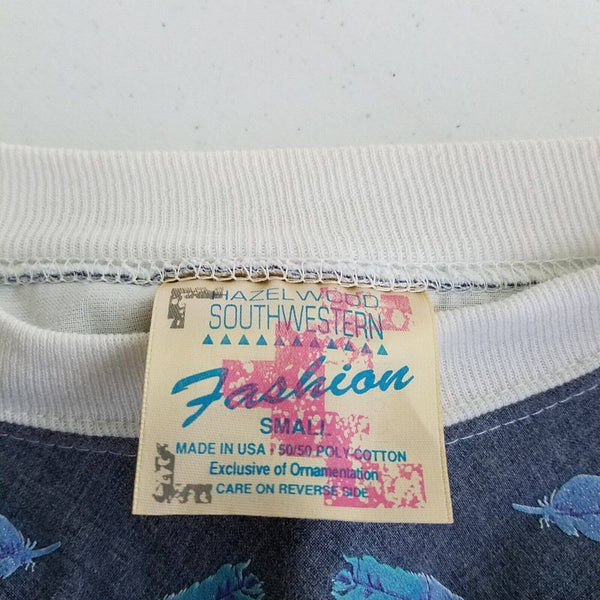 HAZELWOOD
SOUTHWESTERN
Fashion
SMALL
MADE IN USA / 50/50 POLY-COTTON
Exclusive of Ornamentation
CARE ON REVERSE SIDE